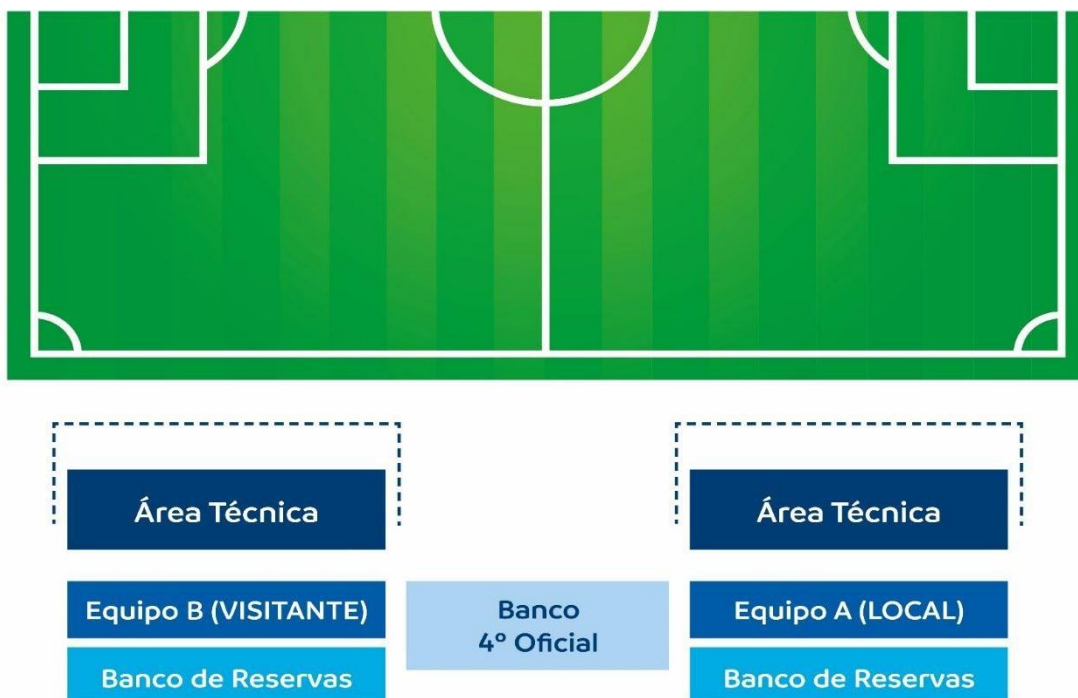 Área Técnica
Área Técnica
Equipo B (VISITANTE)
Banco
4º Oficial
Equipo A (LOCAL)
Banco de Reservas
Banco de Reservas